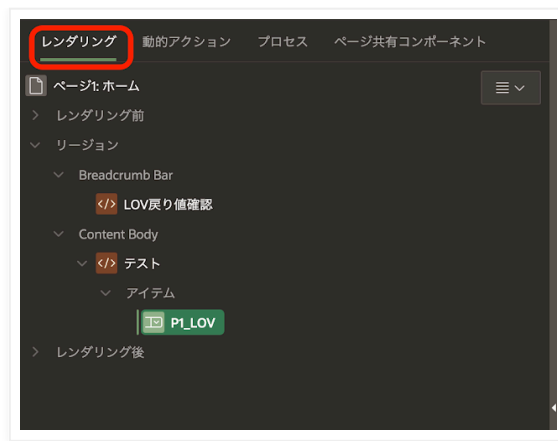 レンダリング 動的アクション プロセス ページ共有コンポーネント
ページ1: ホーム
レンダリング前
リージョン
Breadcrumb Bar
LOV戻り値確認
Content Body
テスト
アイテム
P1_LOV
レンダリング後